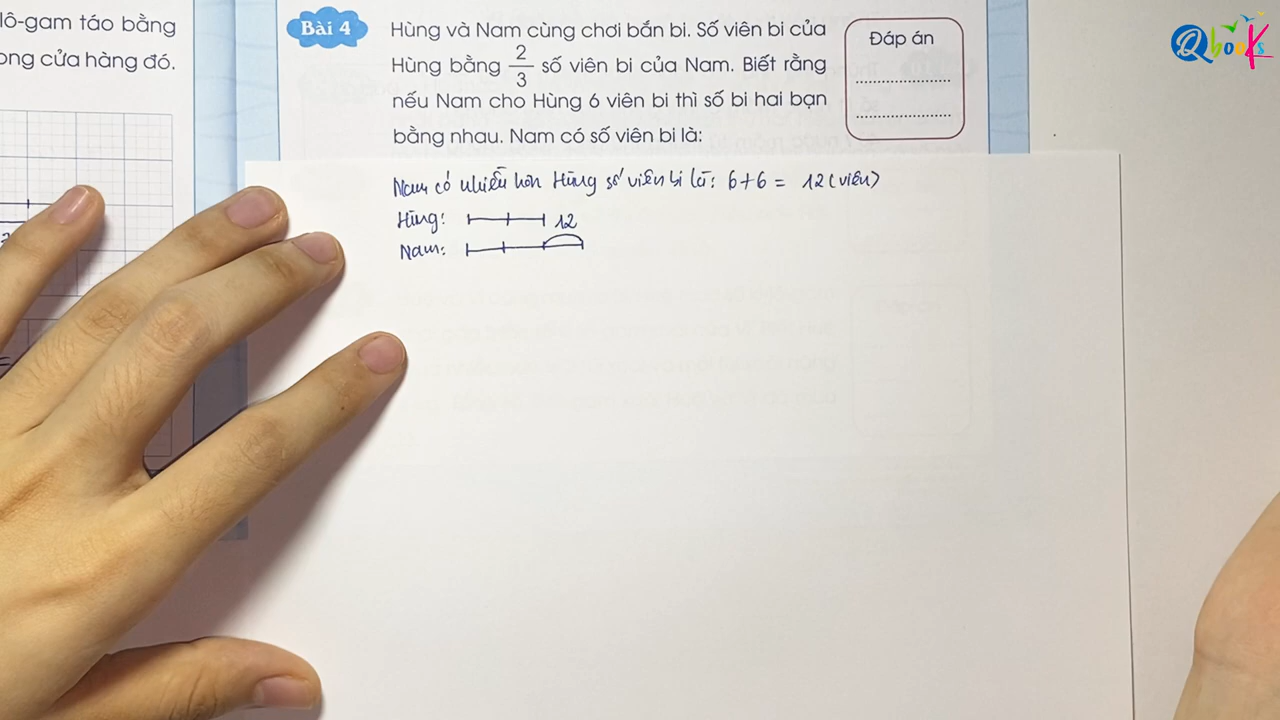 lô-gam táo bằng
ong cửa hàng đó.
Bài 4
Hùng và Nam cùng chơi bắn bi. Số viên bi của
Hùng bằng 2/3 số viên bi của Nam. Biết rằng
nếu Nam cho Hùng 6 viên bi thì số bi hai bạn
bằng nhau. Nam có số viên bi là:
Đáp án
Qbooks
Nam có nhiều hơn Hùng số viên bi là: 6+6 = 12 (viên)
Hùng: 12
Nam: